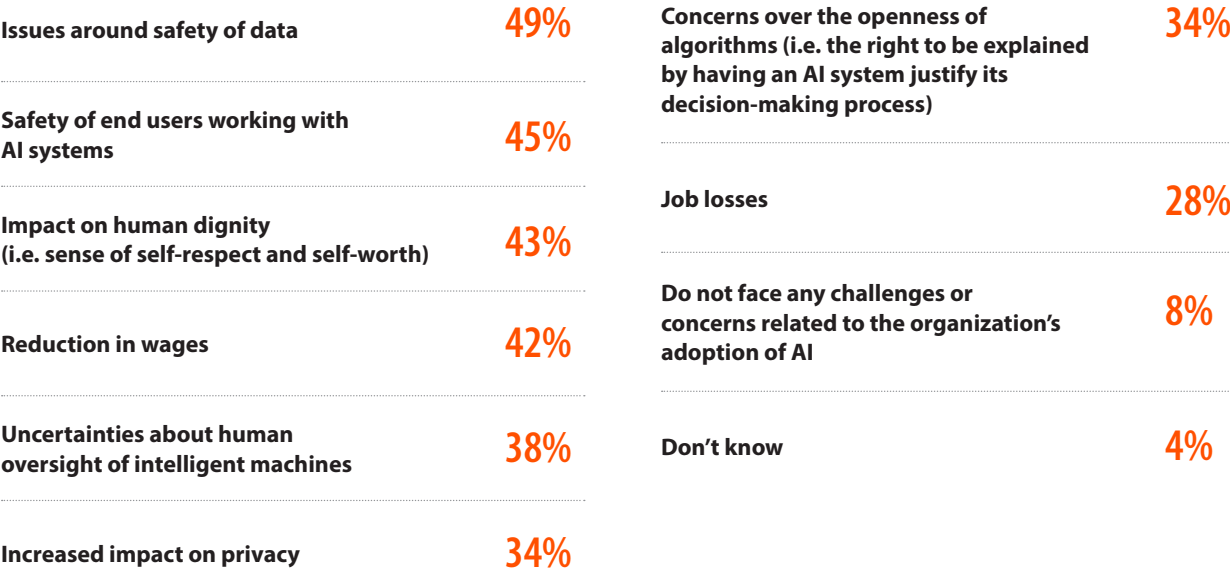 Issues around safety of data 49%
Safety of end users working with
AI systems 45%
Impact on human dignity
(i.e. sense of self-respect and self-worth) 43%
Reduction in wages 42%
Uncertainties about human
oversight of intelligent machines 38%
Increased impact on privacy 34%
Concerns over the openness of 34%
algorithms (i.e. the right to be explained
by having an AI system justify its
decision-making process)
Job losses 28%
Do not face any challenges or
concerns related to the organization’s 8%
adoption of AI
Don’t know 4%